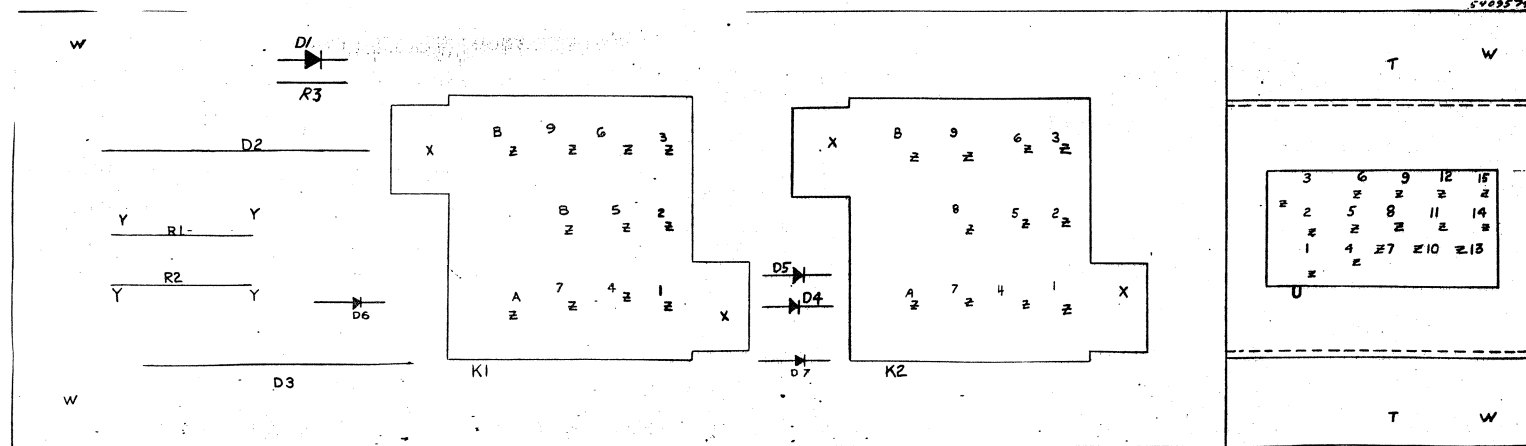 5409574
W
D1
R3
T
W
B 9 6 3
X
Z Z Z Z
D2
B 9 6 3
X
Z Z Z Z
3 6 9 12 15
Z Z Z Z Z
2 5 8 11 14
Z Z Z Z Z
1 4 Z7 Z10 Z13
Z Z
U
Y Y
R1
B 5 2
Z Z Z
8 5 2
Z Z Z
R2
Y Y
D6
A 7 4 1
Z Z Z Z
X
D5
D4
A 7 4 1
Z Z Z Z
X
D3
K1
D7
K2
W
T
W